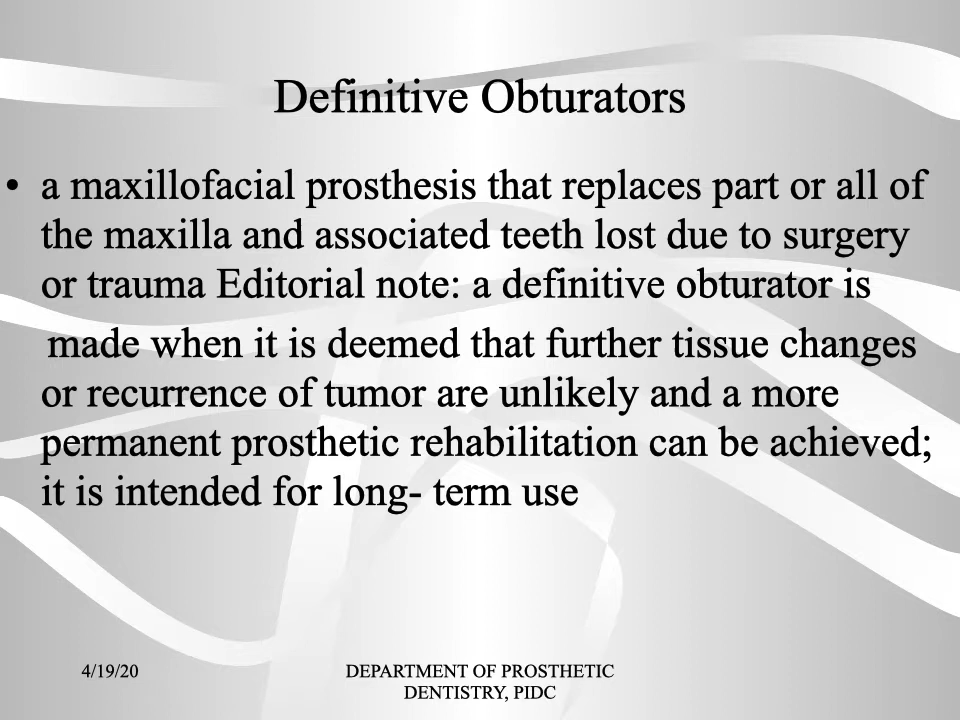 Definitive Obturators
• a maxillofacial prosthesis that replaces part or all of
the maxilla and associated teeth lost due to surgery
or trauma Editorial note: a definitive obturator is
made when it is deemed that further tissue changes
or recurrence of tumor are unlikely and a more
permanent prosthetic rehabilitation can be achieved;
it is intended for long- term use
4/19/20
DEPARTMENT OF PROSTHETIC
DENTISTRY, PIDC